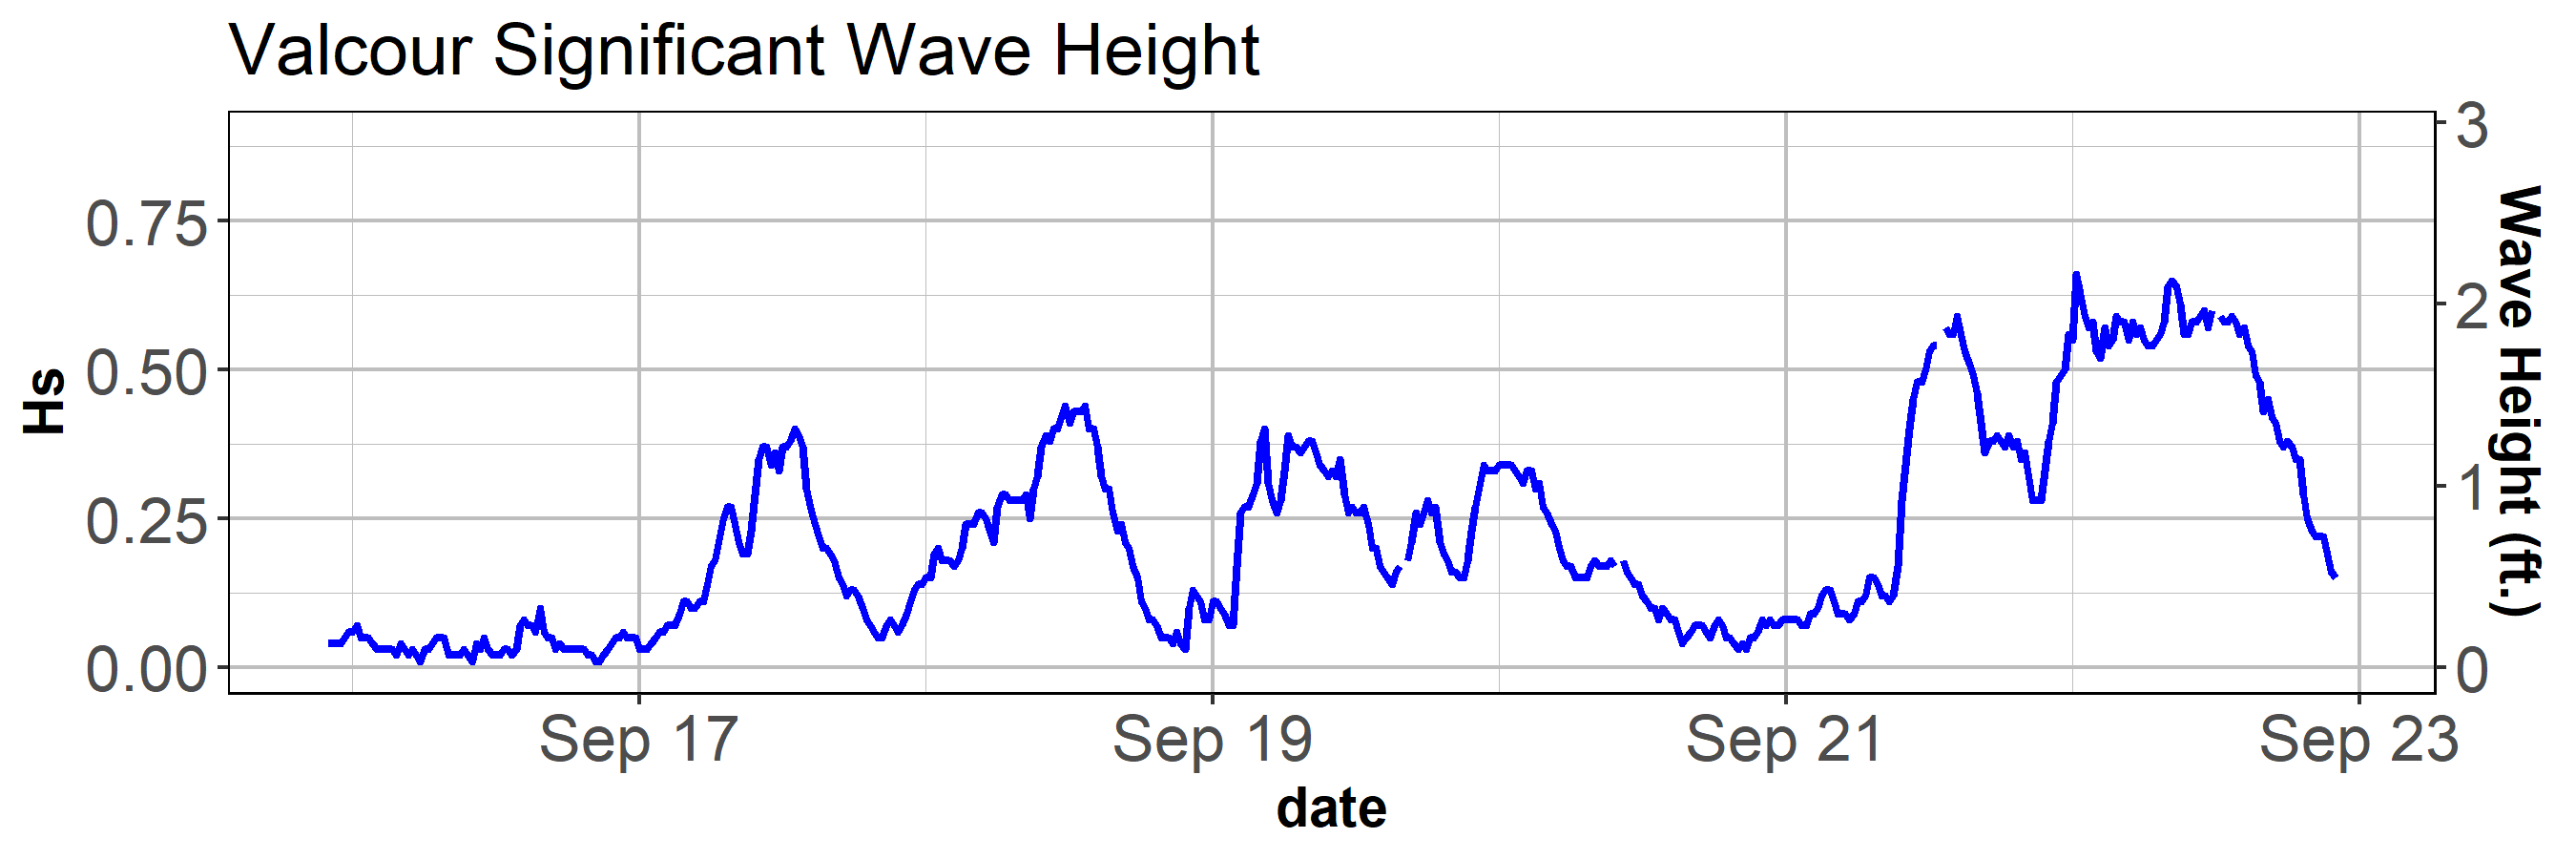 Valcour Significant Wave Height
Hs
0.75
0.50
0.25
0.00
3
2
1
0
Wave Height (ft.)
Sep 17
Sep 19
Sep 21
Sep 23
date